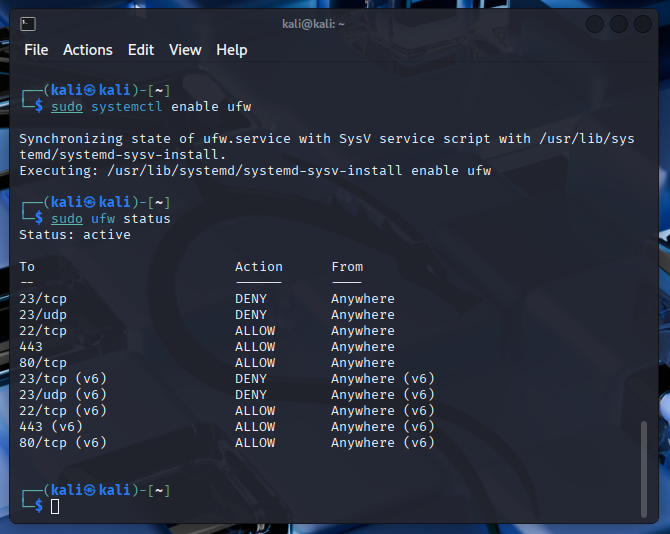 kali@kali: ~
File Actions Edit View Help
┌──(kali㉿kali)-[~]
└─$ sudo systemctl enable ufw
Synchronizing state of ufw.service with SysV service script with /usr/lib/sys
temd/systemd-sysv-install.
Executing: /usr/lib/systemd/systemd-sysv-install enable ufw
┌──(kali㉿kali)-[~]
└─$ sudo ufw status
Status: active
To Action From
-- ------ ----
23/tcp DENY Anywhere
23/udp DENY Anywhere
22/tcp ALLOW Anywhere
443 ALLOW Anywhere
80/tcp ALLOW Anywhere
23/tcp (v6) DENY Anywhere (v6)
23/udp (v6) DENY Anywhere (v6)
22/tcp (v6) ALLOW Anywhere (v6)
443 (v6) ALLOW Anywhere (v6)
80/tcp (v6) ALLOW Anywhere (v6)
┌──(kali㉿kali)-[~]
└─$